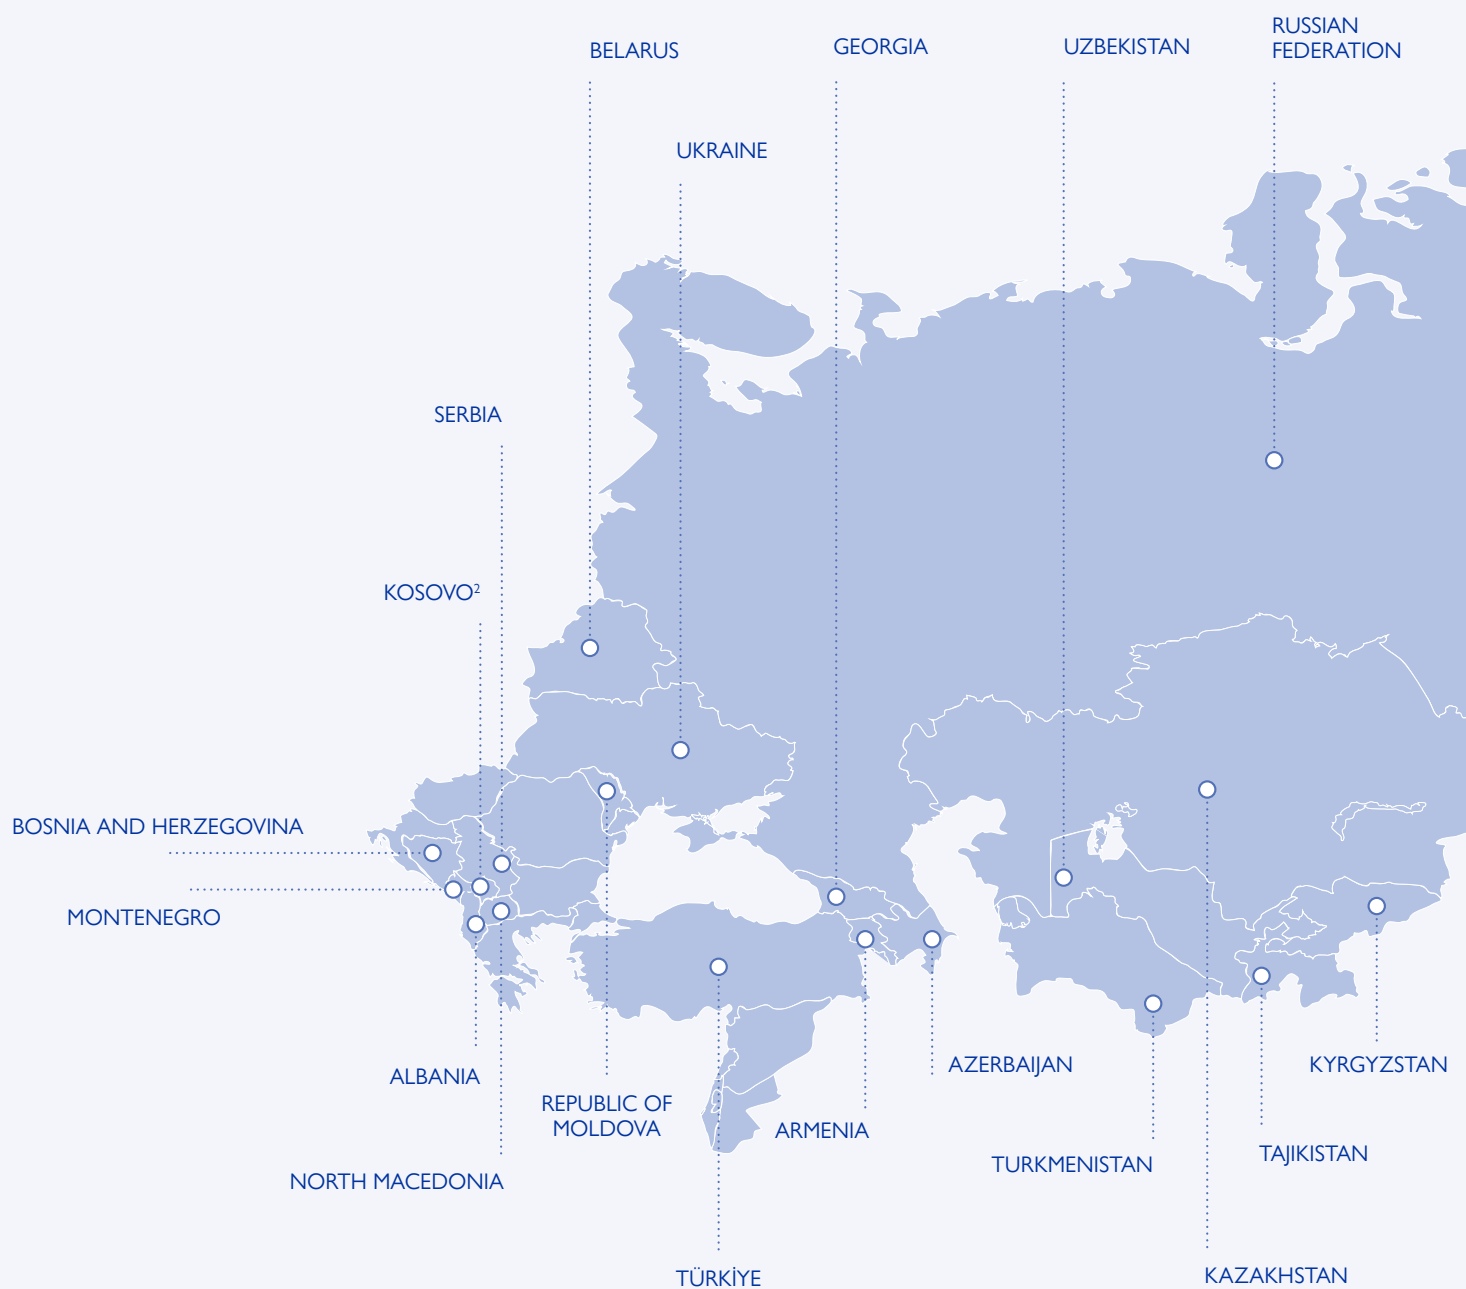 RUSSIAN
FEDERATION
BELARUS
GEORGIA
UZBEKISTAN
UKRAINE
SERBIA
KOSOVO²
BOSNIA AND HERZEGOVINA
MONTENEGRO
ALBANIA
AZERBAIJAN
KYRGYZSTAN
REPUBLIC OF
MOLDOVA
ARMENIA
TURKMENISTAN
TAJIKISTAN
NORTH MACEDONIA
TÜRKİYE
KAZAKHSTAN